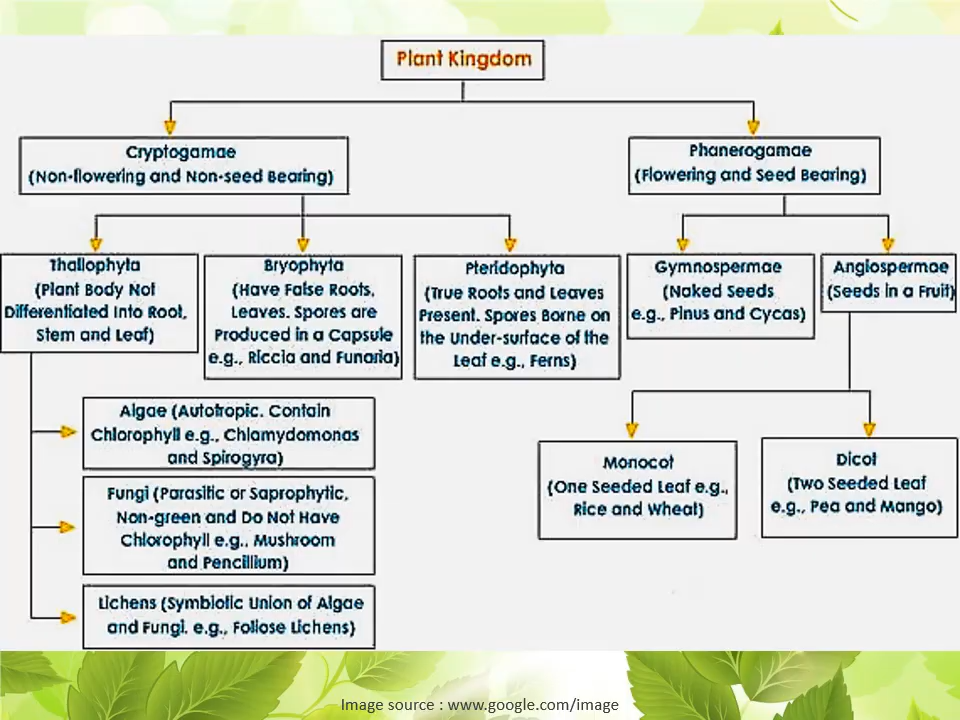 Plant Kingdom
Cryptogamae
(Non-flowering and Non-seed Bearing)
Phanerogamae
(Flowering and Seed Bearing)
Thallophyta
(Plant Body Not
Differentiated Into Root,
Stem and Leaf)
Bryophyta
(Have False Roots,
Leaves. Spores are
Produced in a Capsule
e.g., Riccia and Funaria)
Pteridophyta
(True Roots and Leaves
Present. Spores Borne on
the Under-surface of the
Leaf e.g., Ferns)
Gymnospermae
(Naked Seeds
e.g., Pinus and Cycas)
Angiospermae
(Seeds in a Fruit)
Algae (Autotropic. Contain
Chlorophyll e.g., Chlamydomonas
and Spirogyra)
Fungi (Parasitic or Saprophytic,
Non-green and Do Not Have
Chlorophyll e.g., Mushroom
and Pencillium)
Lichens (Symbiotic Union of Algae
and Fungi. e.g., Foliose Lichens)
Monocot
(One Seeded Leaf e.g.,
Rice and Wheat)
Dicot
(Two Seeded Leaf
e.g., Pea and Mango)
Image source : www.google.com/image